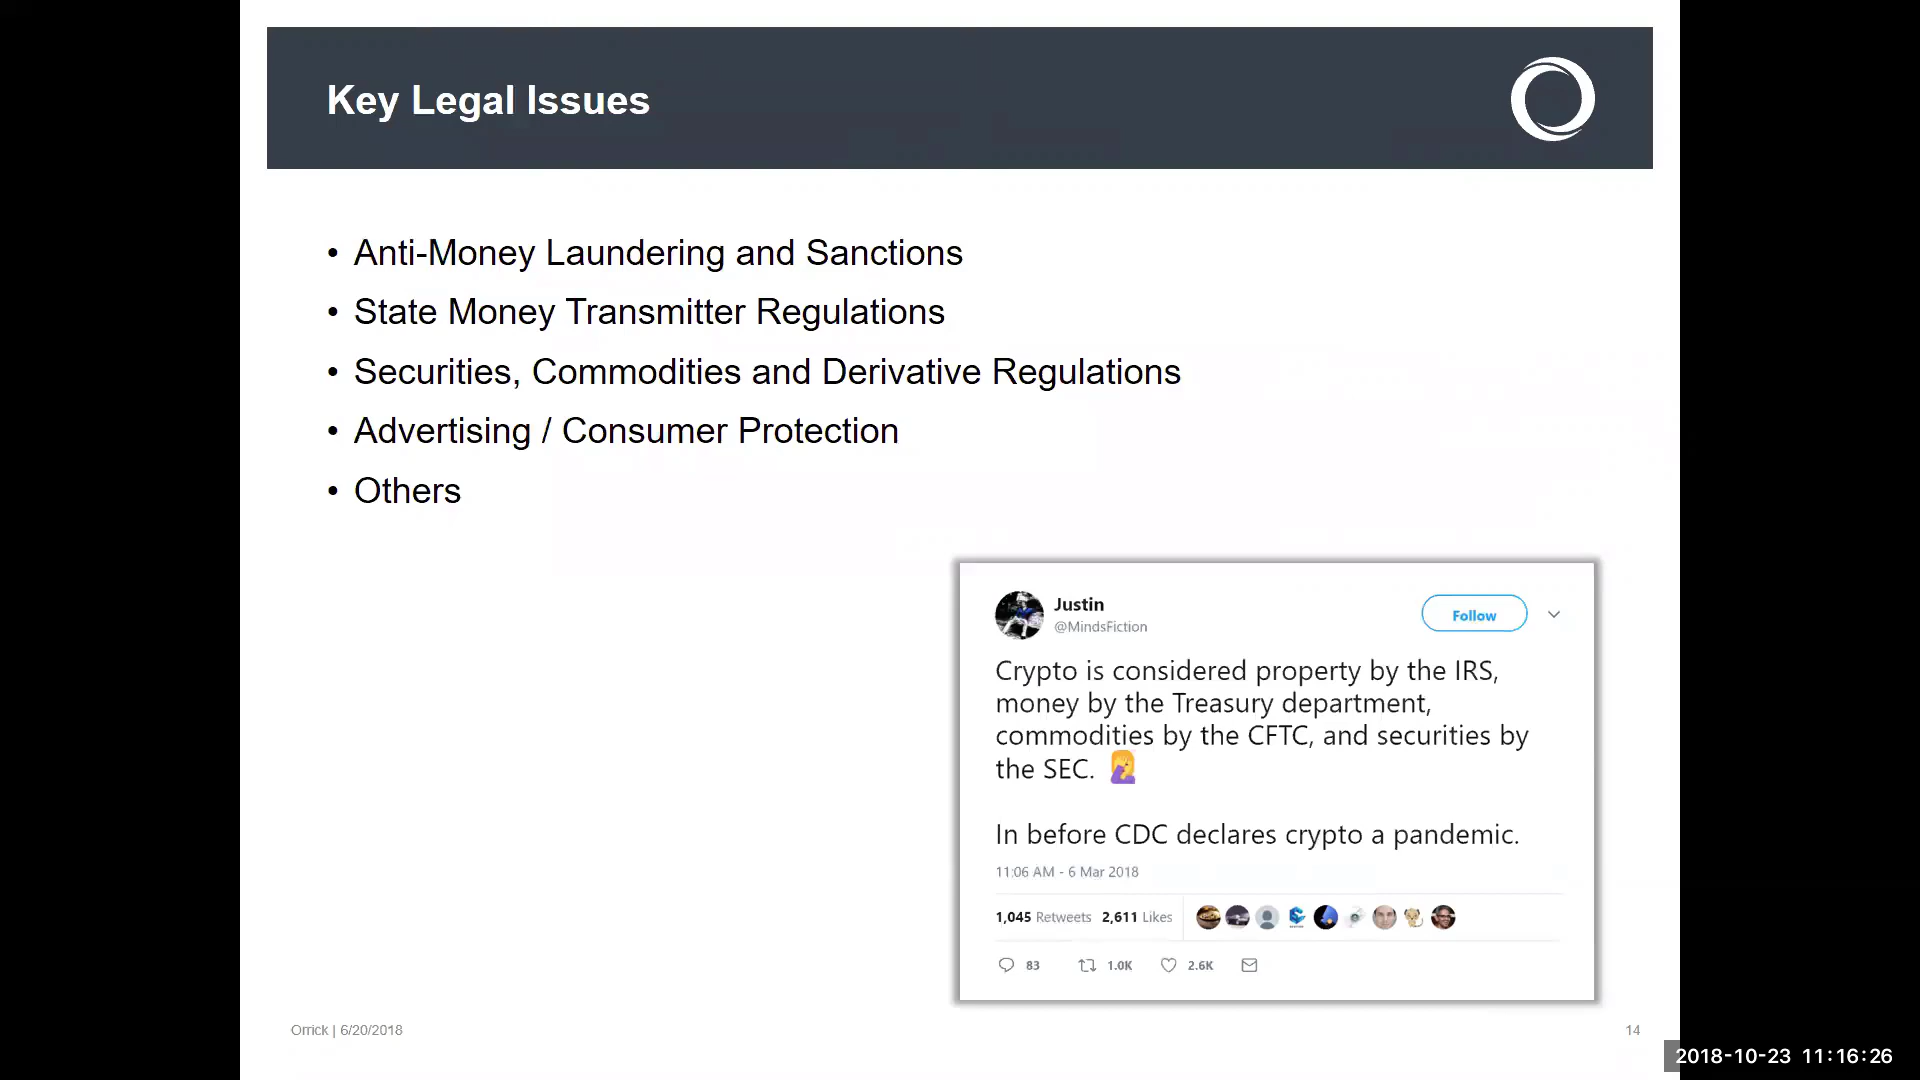 Key Legal Issues
• Anti-Money Laundering and Sanctions
• State Money Transmitter Regulations
• Securities, Commodities and Derivative Regulations
• Advertising / Consumer Protection
• Others
Justin
@MindsFiction
Follow
Crypto is considered property by the IRS,
money by the Treasury department,
commodities by the CFTC, and securities by
the SEC. 🤦
In before CDC declares crypto a pandemic.
11:06 AM - 6 Mar 2018
1,045 Retweets 2,611 Likes
83 1.0K 2.6K
Orrick | 6/20/2018
14
2018-10-23 11:16:26